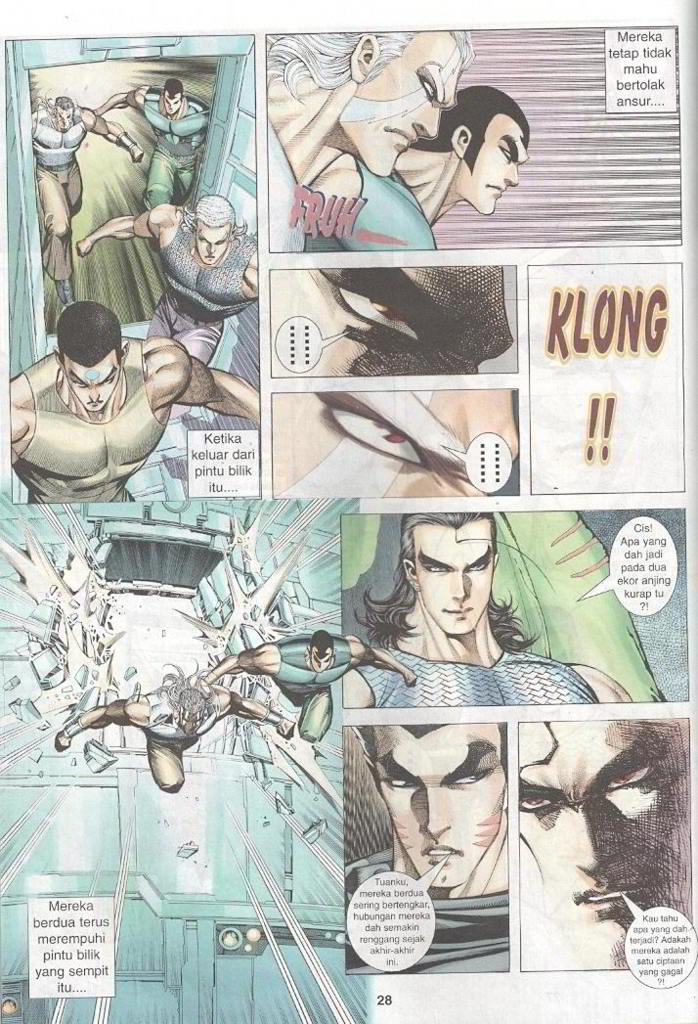 Ketika
keluar dari
pintu bilik
itu....
Mereka
tetap tidak
mahu
bertolak
ansur....
FRUH
KLONG
!!
Mereka
berdua terus
merempuhi
pintu bilik
yang sempit
itu....
Cis!
Apa yang
dah jadi
pada dua
ekor anjing
kurap tu
?!
Tuanku,
mereka berdua
sering bertengkar,
hubungan mereka
dah semakin
renggang sejak
akhir-akhir
ini.
Kau tahu
apa yang dah
terjadi? Adakah
mereka adalah
satu ciptaan
yang gagal
?!
28